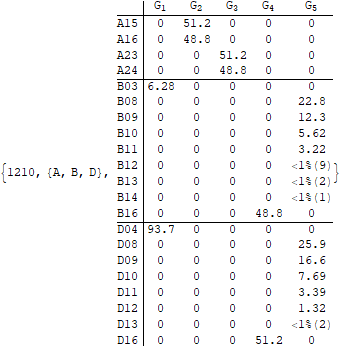 G₁ G₂ G₃ G₄ G₅
A15 0 51.2 0 0 0
A16 0 48.8 0 0 0
A23 0 0 51.2 0 0
A24 0 0 48.8 0 0
B03 6.28 0 0 0 0
B08 0 0 0 0 22.8
B09 0 0 0 0 12.3
B10 0 0 0 0 5.62
B11 0 0 0 0 3.22
{1210, {A, B, D}, B12 0 0 0 0 <1%(9) }
B13 0 0 0 0 <1%(2)
B14 0 0 0 0 <1%(1)
B16 0 0 0 48.8 0
D04 93.7 0 0 0 0
D08 0 0 0 0 25.9
D09 0 0 0 0 16.6
D10 0 0 0 0 7.69
D11 0 0 0 0 3.39
D12 0 0 0 0 1.32
D13 0 0 0 0 <1%(2)
D16 0 0 0 51.2 0